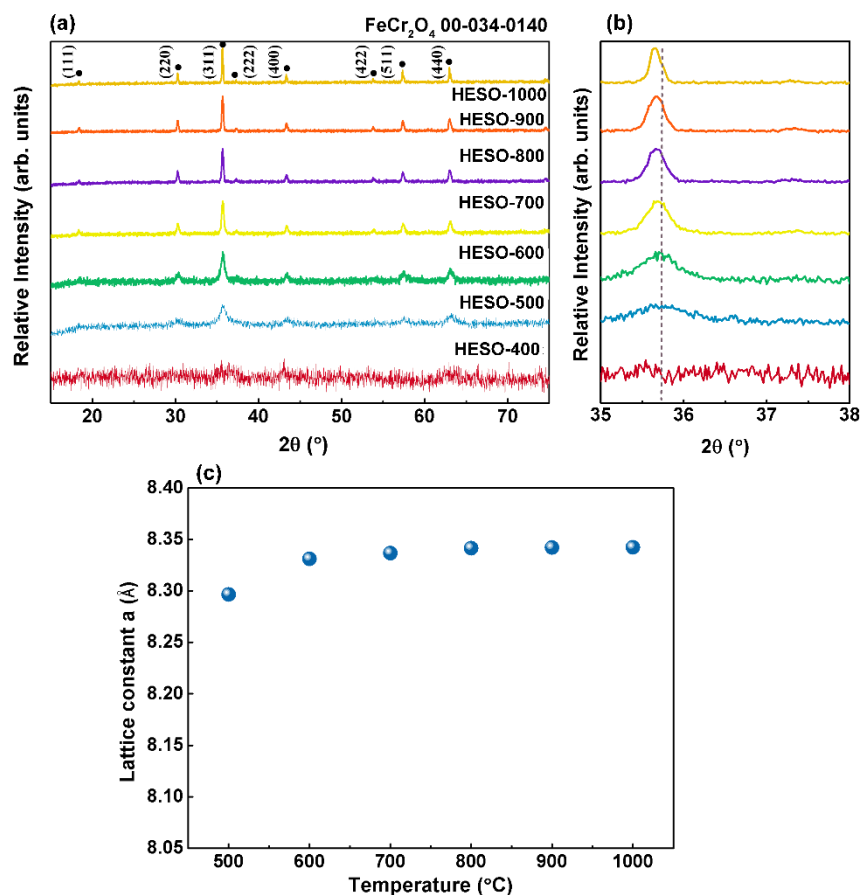 (a)
FeCr₂O₄ 00-034-0140
(111)
(220)
(311)
(222)
(400)
(422)
(511)
(440)
HESO-1000
HESO-900
HESO-800
HESO-700
HESO-600
HESO-500
HESO-400
Relative Intensity (arb. units)
20 30 40 50 60 70
2θ (°)
(b)
Relative Intensity (arb. units)
35 36 37 38
2θ (°)
(c)
8.40
8.35
8.30
8.25
8.20
8.15
8.10
8.05
Lattice constant a (Å)
500 600 700 800 900 1000
Temperature (°C)